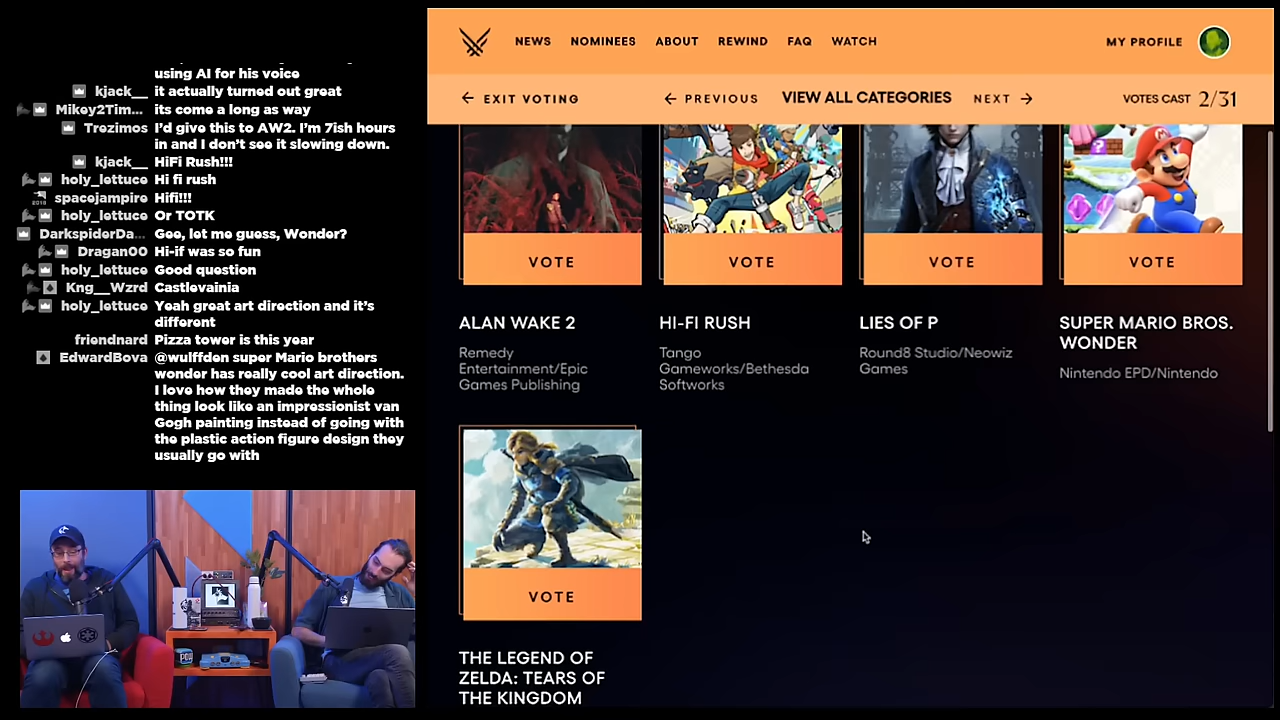 using AI for his voice
kjack__ it actually turned out great
Mikey2Tim... its come a long as way
Trezimos I'd give this to AW2. I'm 7ish hours
in and I don't see it slowing down.
kjack__ HiFi Rush!!!
holy_lettuce Hi fi rush
spacejampire Hifi!!!
holy_lettuce Or TOTK
DarkspiderDa... Gee, let me guess, Wonder?
Dragan00 Hi-if was so fun
holy_lettuce Good question
Kng__Wzrd Castlevainia
holy_lettuce Yeah great art direction and it's
different
friendnard Pizza tower is this year
EdwardBova @wulffden super Mario brothers
wonder has really cool art direction.
I love how they made the whole
thing look like an impressionist van
Gogh painting instead of going with
the plastic action figure design they
usually go with
NEWS NOMINEES ABOUT REWIND FAQ WATCH MY PROFILE
← EXIT VOTING ← PREVIOUS VIEW ALL CATEGORIES NEXT → VOTES CAST 2/31
VOTE VOTE VOTE VOTE
ALAN WAKE 2
Remedy
Entertainment/Epic
Games Publishing
HI-FI RUSH
Tango
Gameworks/Bethesda
Softworks
LIES OF P
Round8 Studio/Neowiz
Games
SUPER MARIO BROS.
WONDER
Nintendo EPD/Nintendo
VOTE
THE LEGEND OF
ZELDA: TEARS OF
THE KINGDOM